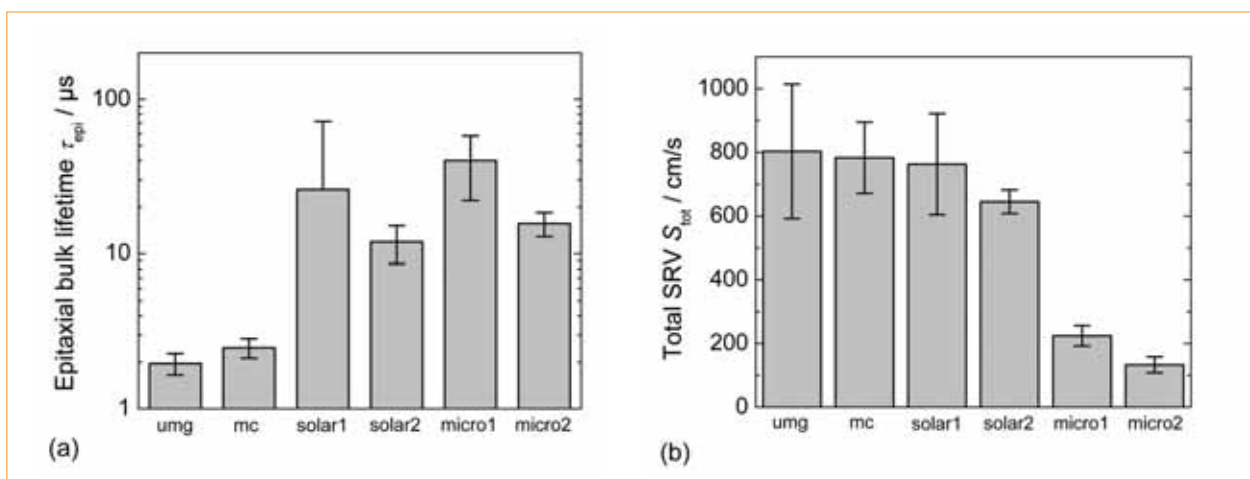 Epitaxial bulk lifetime τepi / µs
100
10
1
umg mc solar1 solar2 micro1 micro2
(a)
Total SRV Stot / cm/s
1000
800
600
400
200
0
umg mc solar1 solar2 micro1 micro2
(b)